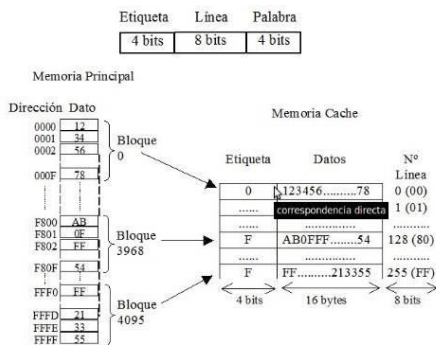 Etiqueta Línea Palabra
4 bits 8 bits 4 bits
Memoria Principal
Dirección Dato
0000 12
0001 34
0002 56
000F 78
Bloque
0
F800 AB
F801 0F
F802 FF
F80F 54
Bloque
3968
FFF0 FF
FFFD 21
FFFE 33
FFFF 55
Bloque
4095
Memoria Cache
Etiqueta Datos Nº
Línea
0 123456.........78 0 (00)
...... correspondencia directa 1 (01)
...... ................ ......
F AB0FFF.......54 128 (80)
...... ................ ......
F FF..........213355 255 (FF)
4 bits 16 bytes 8 bits